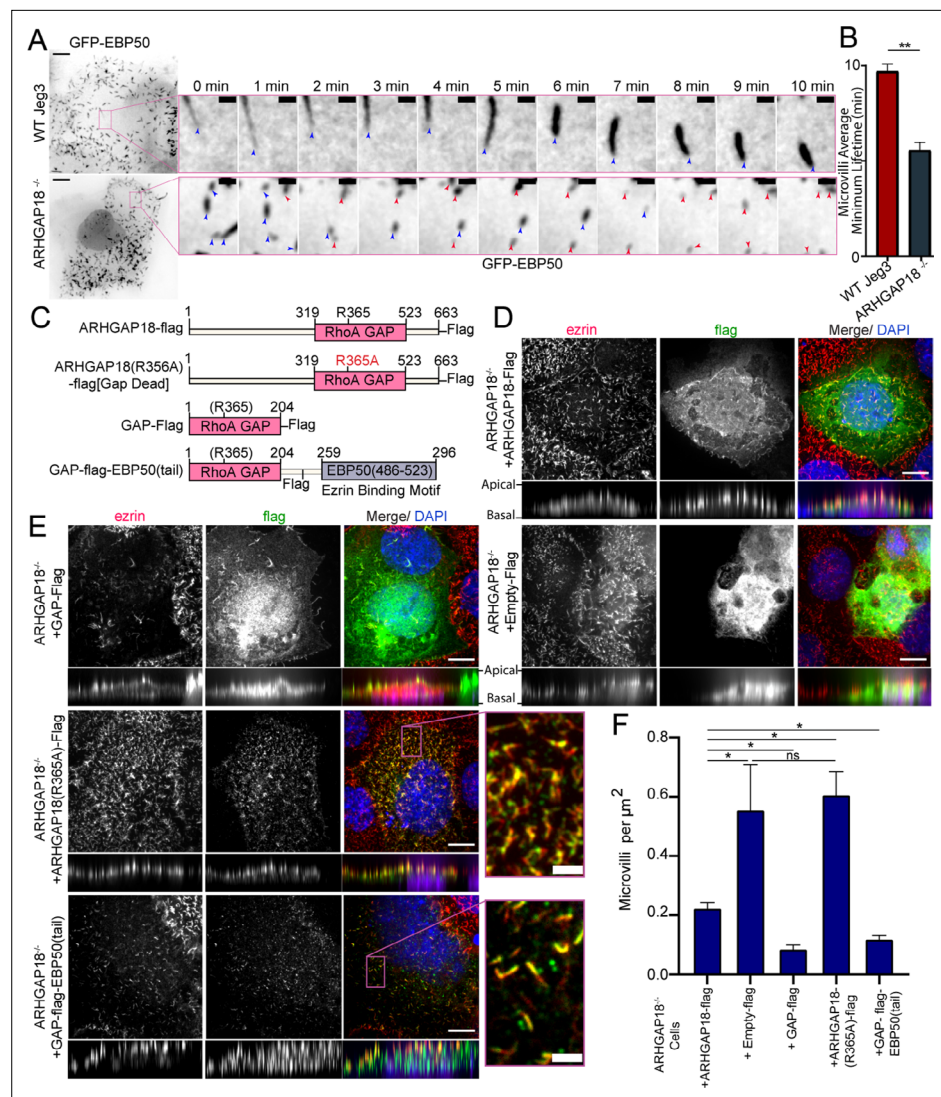 A
GFP-EBP50
WT Jeg3
0 min 1 min 2 min 3 min 4 min 5 min 6 min 7 min 8 min 9 min 10 min
ARHGAP18 -/-
GFP-EBP50
B
**
10
0
Microvilli Average
Minimum Lifetime (min)
WT Jeg3
ARHGAP18 -/-
C
ARHGAP18-flag
1 319 R365 523 663
RhoA GAP
Flag
ARHGAP18(R356A)
-flag[Gap Dead]
1 319 R365A 523 663
RhoA GAP
Flag
GAP-Flag
1 (R365) 204
RhoA GAP
Flag
GAP-flag-EBP50(tail)
1 (R365) 204 259 296
RhoA GAP
Flag
EBP50(486-523)
Ezrin Binding Motif
D
ezrin flag Merge/ DAPI
ARHGAP18-/-
+ARHGAP18-Flag
Apical
Basal
ARHGAP18-/-
+Empty-Flag
Apical
Basal
E
ezrin flag Merge/ DAPI
ARHGAP18-/-
+GAP-Flag
ARHGAP18-/-
+ARHGAP18(R365A)-Flag
ARHGAP18-/-
+GAP-flag-EBP50(tail)
F
*
*
*
* ns
0.8
0.6
0.4
0.2
0.0
Microvilli per µm2
ARHGAP18-/-
Cells
+ARHGAP18-flag
+ Empty-flag
+ GAP-flag
+ARHGAP18-
(R365A)-flag
+GAP- flag-
EBP50(tail)